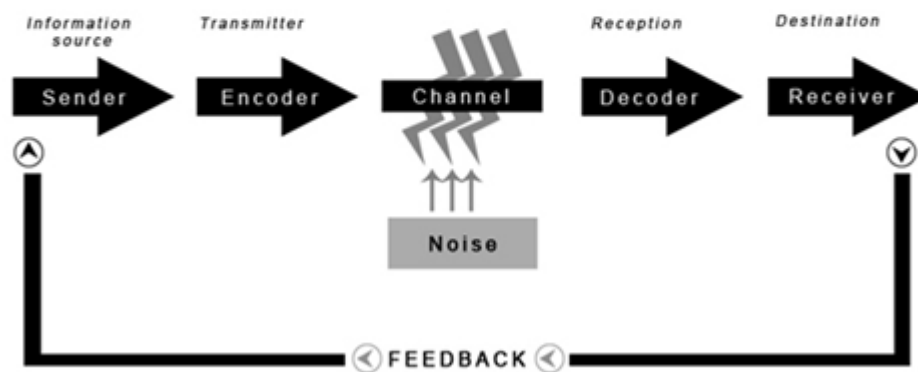 Information
source
Transmitter
Reception
Destination
Sender
Encoder
Channel
Decoder
Receiver
Noise
FEEDBACK